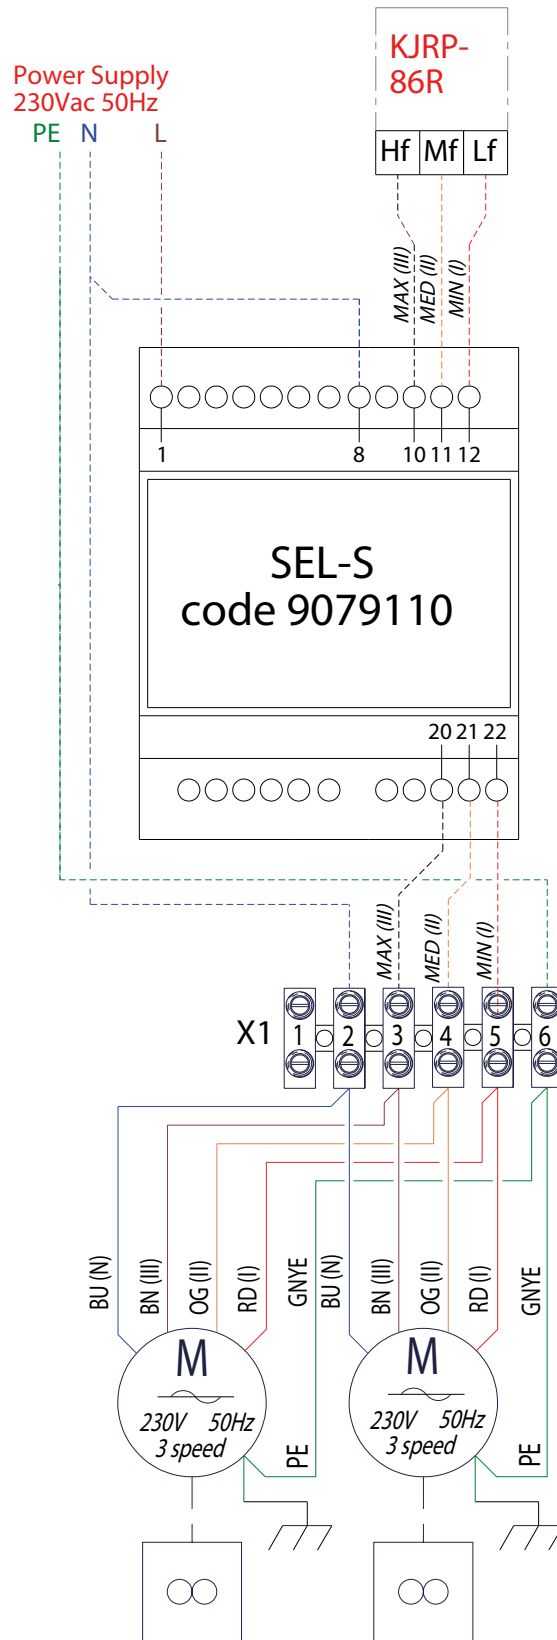 KJRP-
86R
Power Supply
230Vac 50Hz
PE N L
Hf Mf Lf
MAX (III)
MED (II)
MIN (I)
1 8 10 11 12
SEL-S
code 9079110
20 21 22
MAX (III)
MED (II)
MIN (I)
X1 1 2 3 4 5 6
BU (N)
BN (III)
OG (II)
RD (I)
GNYE
BU (N)
BN (III)
OG (II)
RD (I)
GNYE
M
230V 50Hz
3 speed
PE
M
230V 50Hz
3 speed
PE